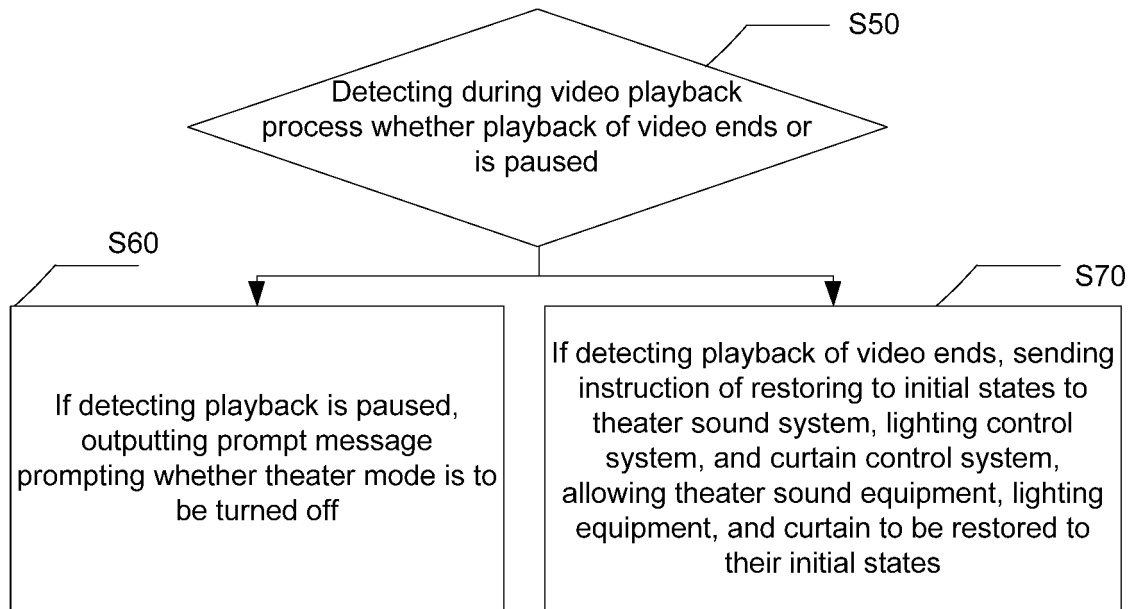 S50
Detecting during video playback
process whether playback of video ends or
is paused
S60
If detecting playback is paused,
outputting prompt message
prompting whether theater mode is to
be turned off
S70
If detecting playback of video ends, sending
instruction of restoring to initial states to
theater sound system, lighting control
system, and curtain control system,
allowing theater sound equipment, lighting
equipment, and curtain to be restored to
their initial states